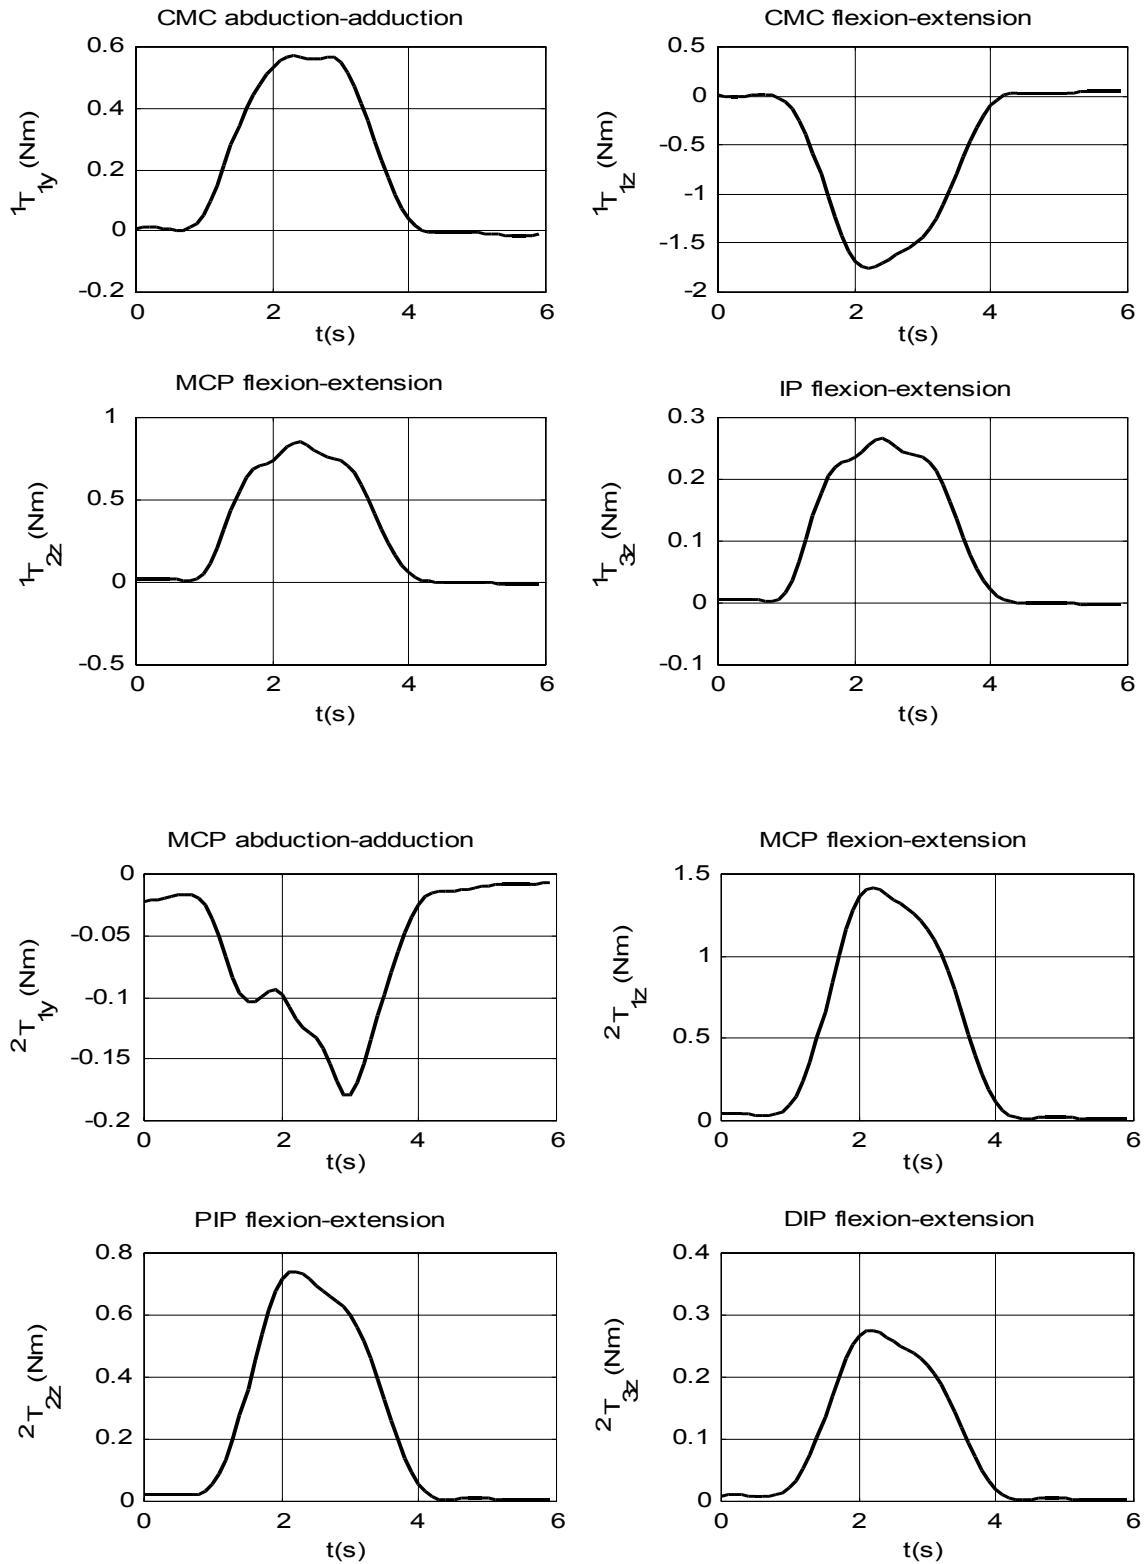 CMC abduction-adduction
0.6
0.4
0.2
0
-0.2
0 2 4 6
t(s)
1T1y (Nm)
CMC flexion-extension
0.5
0
-0.5
-1
-1.5
-2
0 2 4 6
t(s)
1T1z (Nm)
MCP flexion-extension
1
0.5
0
-0.5
0 2 4 6
t(s)
1T2z (Nm)
IP flexion-extension
0.3
0.2
0.1
0
-0.1
0 2 4 6
t(s)
1T3z (Nm)
MCP abduction-adduction
0
-0.05
-0.1
-0.15
-0.2
0 2 4 6
t(s)
2T1y (Nm)
MCP flexion-extension
1.5
1
0.5
0
0 2 4 6
t(s)
2T1z (Nm)
PIP flexion-extension
0.8
0.6
0.4
0.2
0
0 2 4 6
t(s)
2T2z (Nm)
DIP flexion-extension
0.4
0.3
0.2
0.1
0
0 2 4 6
t(s)
2T3z (Nm)